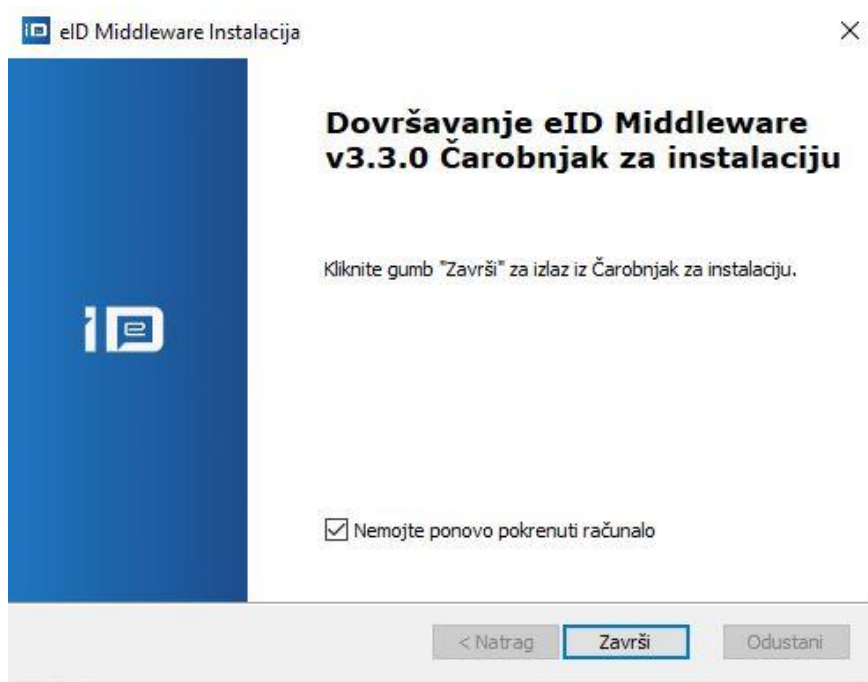 eID Middleware Instalacija
Dovršavanje eID Middleware
v3.3.0 Čarobnjak za instalaciju
Kliknite gumb "Završi" za izlaz iz Čarobnjak za instalaciju.
iD e
Nemojte ponovo pokrenuti računalo
< Natrag Završi Odustani